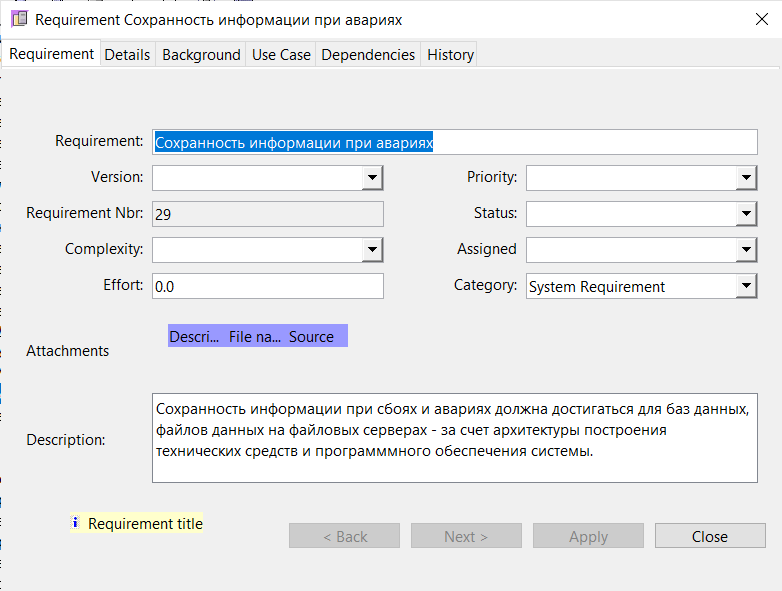 Requirement Сохранность информации при авариях
Requirement Details Background Use Case Dependencies History
Requirement: Сохранность информации при авариях
Version: Priority:
Requirement Nbr: 29 Status:
Complexity: Assigned
Effort: 0.0 Category: System Requirement
Attachments Descri... File na... Source
Description:
Сохранность информации при сбоях и авариях должна достигаться для баз данных,
файлов данных на файловых серверах - за счет архитектуры построения
технических средств и программмного обеспечения системы.
Requirement title
< Back Next > Apply Close